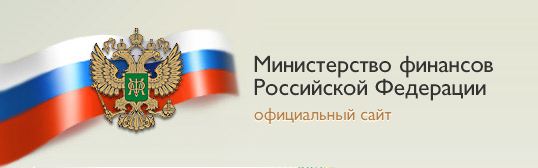 Министерство финансов
Российской Федерации
официальный сайт